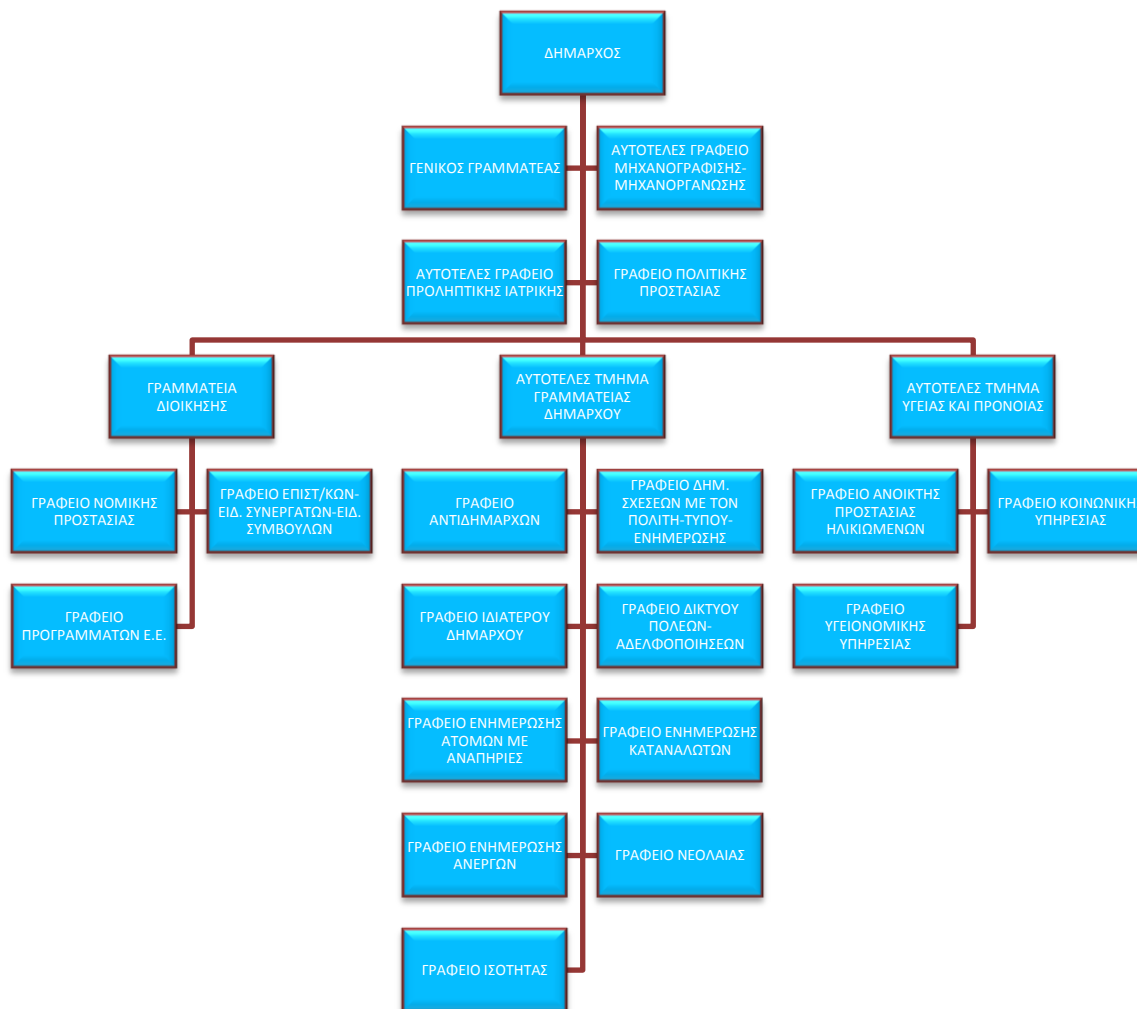 ΔΗΜΑΡΧΟΣ
ΓΕΝΙΚΟΣ ΓΡΑΜΜΑΤΕΑΣ
ΑΥΤΟΤΕΛΕΣ ΓΡΑΦΕΙΟ
ΜΗΧΑΝΟΓΡΑΦΙΣΗΣ-
ΜΗΧΑΝΟΡΓΑΝΩΣΗΣ
ΑΥΤΟΤΕΛΕΣ ΓΡΑΦΕΙΟ
ΠΡΟΛΗΠΤΙΚΗΣ ΙΑΤΡΙΚΗΣ
ΓΡΑΦΕΙΟ ΠΟΛΙΤΙΚΗΣ
ΠΡΟΣΤΑΣΙΑΣ
ΓΡΑΜΜΑΤΕΙΑ
ΔΙΟΙΚΗΣΗΣ
ΑΥΤΟΤΕΛΕΣ ΤΜΗΜΑ
ΓΡΑΜΜΑΤΕΙΑΣ
ΔΗΜΑΡΧΟΥ
ΑΥΤΟΤΕΛΕΣ ΤΜΗΜΑ
ΥΓΕΙΑΣ ΚΑΙ ΠΡΟΝΟΙΑΣ
ΓΡΑΦΕΙΟ ΝΟΜΙΚΗΣ
ΠΡΟΣΤΑΣΙΑΣ
ΓΡΑΦΕΙΟ ΕΠΙΣΤ/ΚΩΝ-
ΕΙΔ. ΣΥΝΕΡΓΑΤΩΝ-ΕΙΔ.
ΣΥΜΒΟΥΛΩΝ
ΓΡΑΦΕΙΟ
ΑΝΤΙΔΗΜΑΡΧΩΝ
ΓΡΑΦΕΙΟ ΔΗΜ.
ΣΧΕΣΕΩΝ ΜΕ ΤΟΝ
ΠΟΛΙΤΗ-ΤΥΠΟΥ-
ΕΝΗΜΕΡΩΣΗΣ
ΓΡΑΦΕΙΟ ΑΝΟΙΚΤΗΣ
ΠΡΟΣΤΑΣΙΑΣ
ΗΛΙΚΙΩΜΕΝΩΝ
ΓΡΑΦΕΙΟ ΚΟΙΝΩΝΙΚΗΣ
ΥΠΗΡΕΣΙΑΣ
ΓΡΑΦΕΙΟ
ΠΡΟΓΡΑΜΜΑΤΩΝ Ε.Ε.
ΓΡΑΦΕΙΟ ΙΔΙΑΤΕΡΟΥ
ΔΗΜΑΡΧΟΥ
ΓΡΑΦΕΙΟ ΔΙΚΤΥΟΥ
ΠΟΛΕΩΝ-
ΑΔΕΛΦΟΠΟΙΗΣΕΩΝ
ΓΡΑΦΕΙΟ
ΥΓΕΙΟΝΟΜΙΚΗΣ
ΥΠΗΡΕΣΙΑΣ
ΓΡΑΦΕΙΟ ΕΝΗΜΕΡΩΣΗΣ
ΑΤΟΜΩΝ ΜΕ
ΑΝΑΠΗΡΙΕΣ
ΓΡΑΦΕΙΟ ΕΝΗΜΕΡΩΣΗΣ
ΚΑΤΑΝΑΛΩΤΩΝ
ΓΡΑΦΕΙΟ ΕΝΗΜΕΡΩΣΗΣ
ΑΝΕΡΓΩΝ
ΓΡΑΦΕΙΟ ΝΕΟΛΑΙΑΣ
ΓΡΑΦΕΙΟ ΙΣΟΤΗΤΑΣ